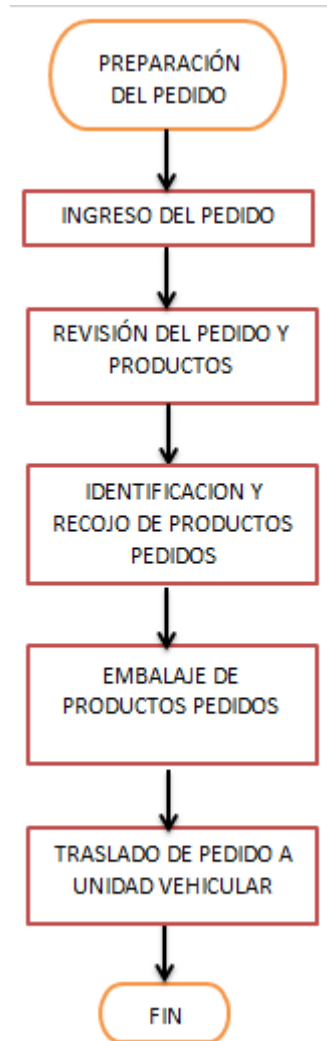 PREPARACIÓN
DEL PEDIDO
INGRESO DEL PEDIDO
REVISIÓN DEL PEDIDO Y
PRODUCTOS
IDENTIFICACION Y
RECOJO DE PRODUCTOS
PEDIDOS
EMBALAJE DE
PRODUCTOS PEDIDOS
TRASLADO DE PEDIDO A
UNIDAD VEHICULAR
FIN